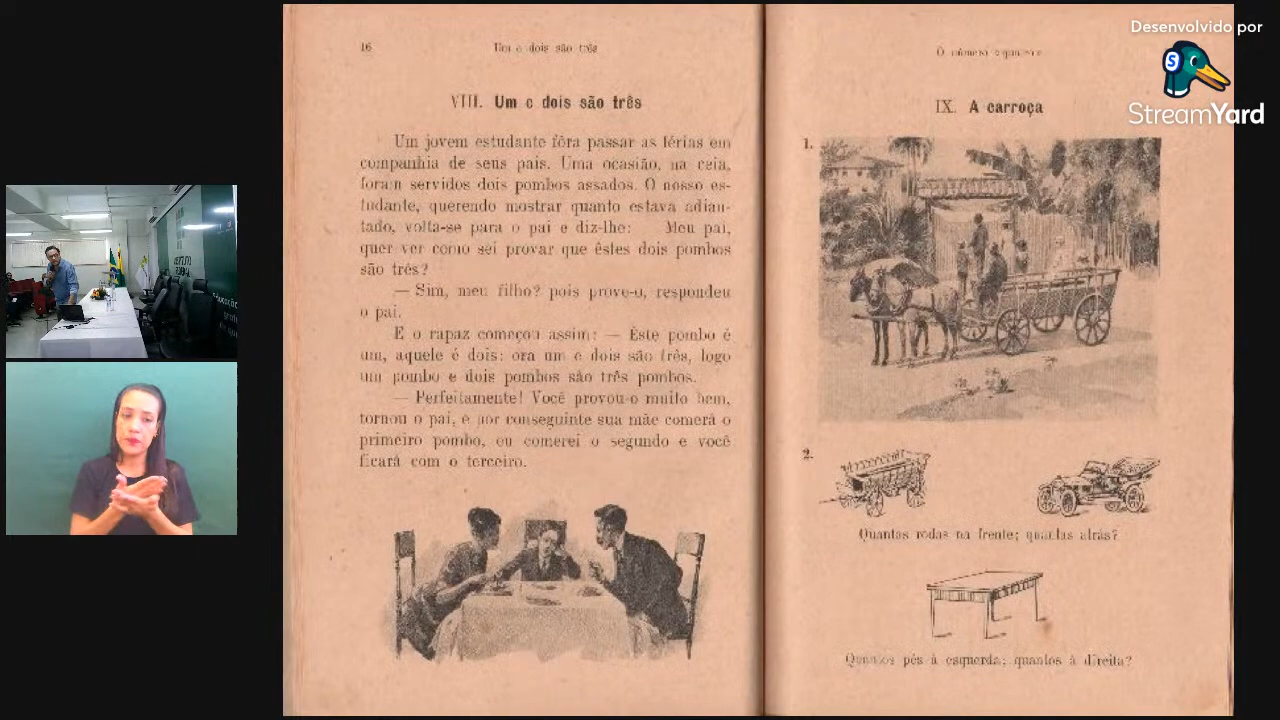 Desenvolvido por
StreamYard
16
Um e dois são três
VIII. Um e dois são três
Um jovem estudante fôra passar as férias em
companhia de seus pais. Uma ocasião, na ceia,
foram servidos dois pombos assados. O nosso es-
tudante, querendo mostrar quanto estava adian-
tado, volta-se para o pai e diz-lhe: Meu pai,
quer ver como sei provar que êstes dois pombos
são três?
— Sim, meu filho? pois prove-o, respondeu
o pai.
E o rapaz começou assim: — Êste pombo é
um, aquele é dois: ora um e dois são três, logo
um pombo e dois pombos são três pombos.
— Perfeitamente! Você provou-o muito bem,
tornou o pai, e por conseguinte sua mãe comerá o
primeiro pombo, eu comerei o segundo e você
ficará com o terceiro.
O número
IX. A carroça
1.
2.
Quantas rodas na frente; quantas atrás?
Quantos pés à esquerda; quantos à direita?